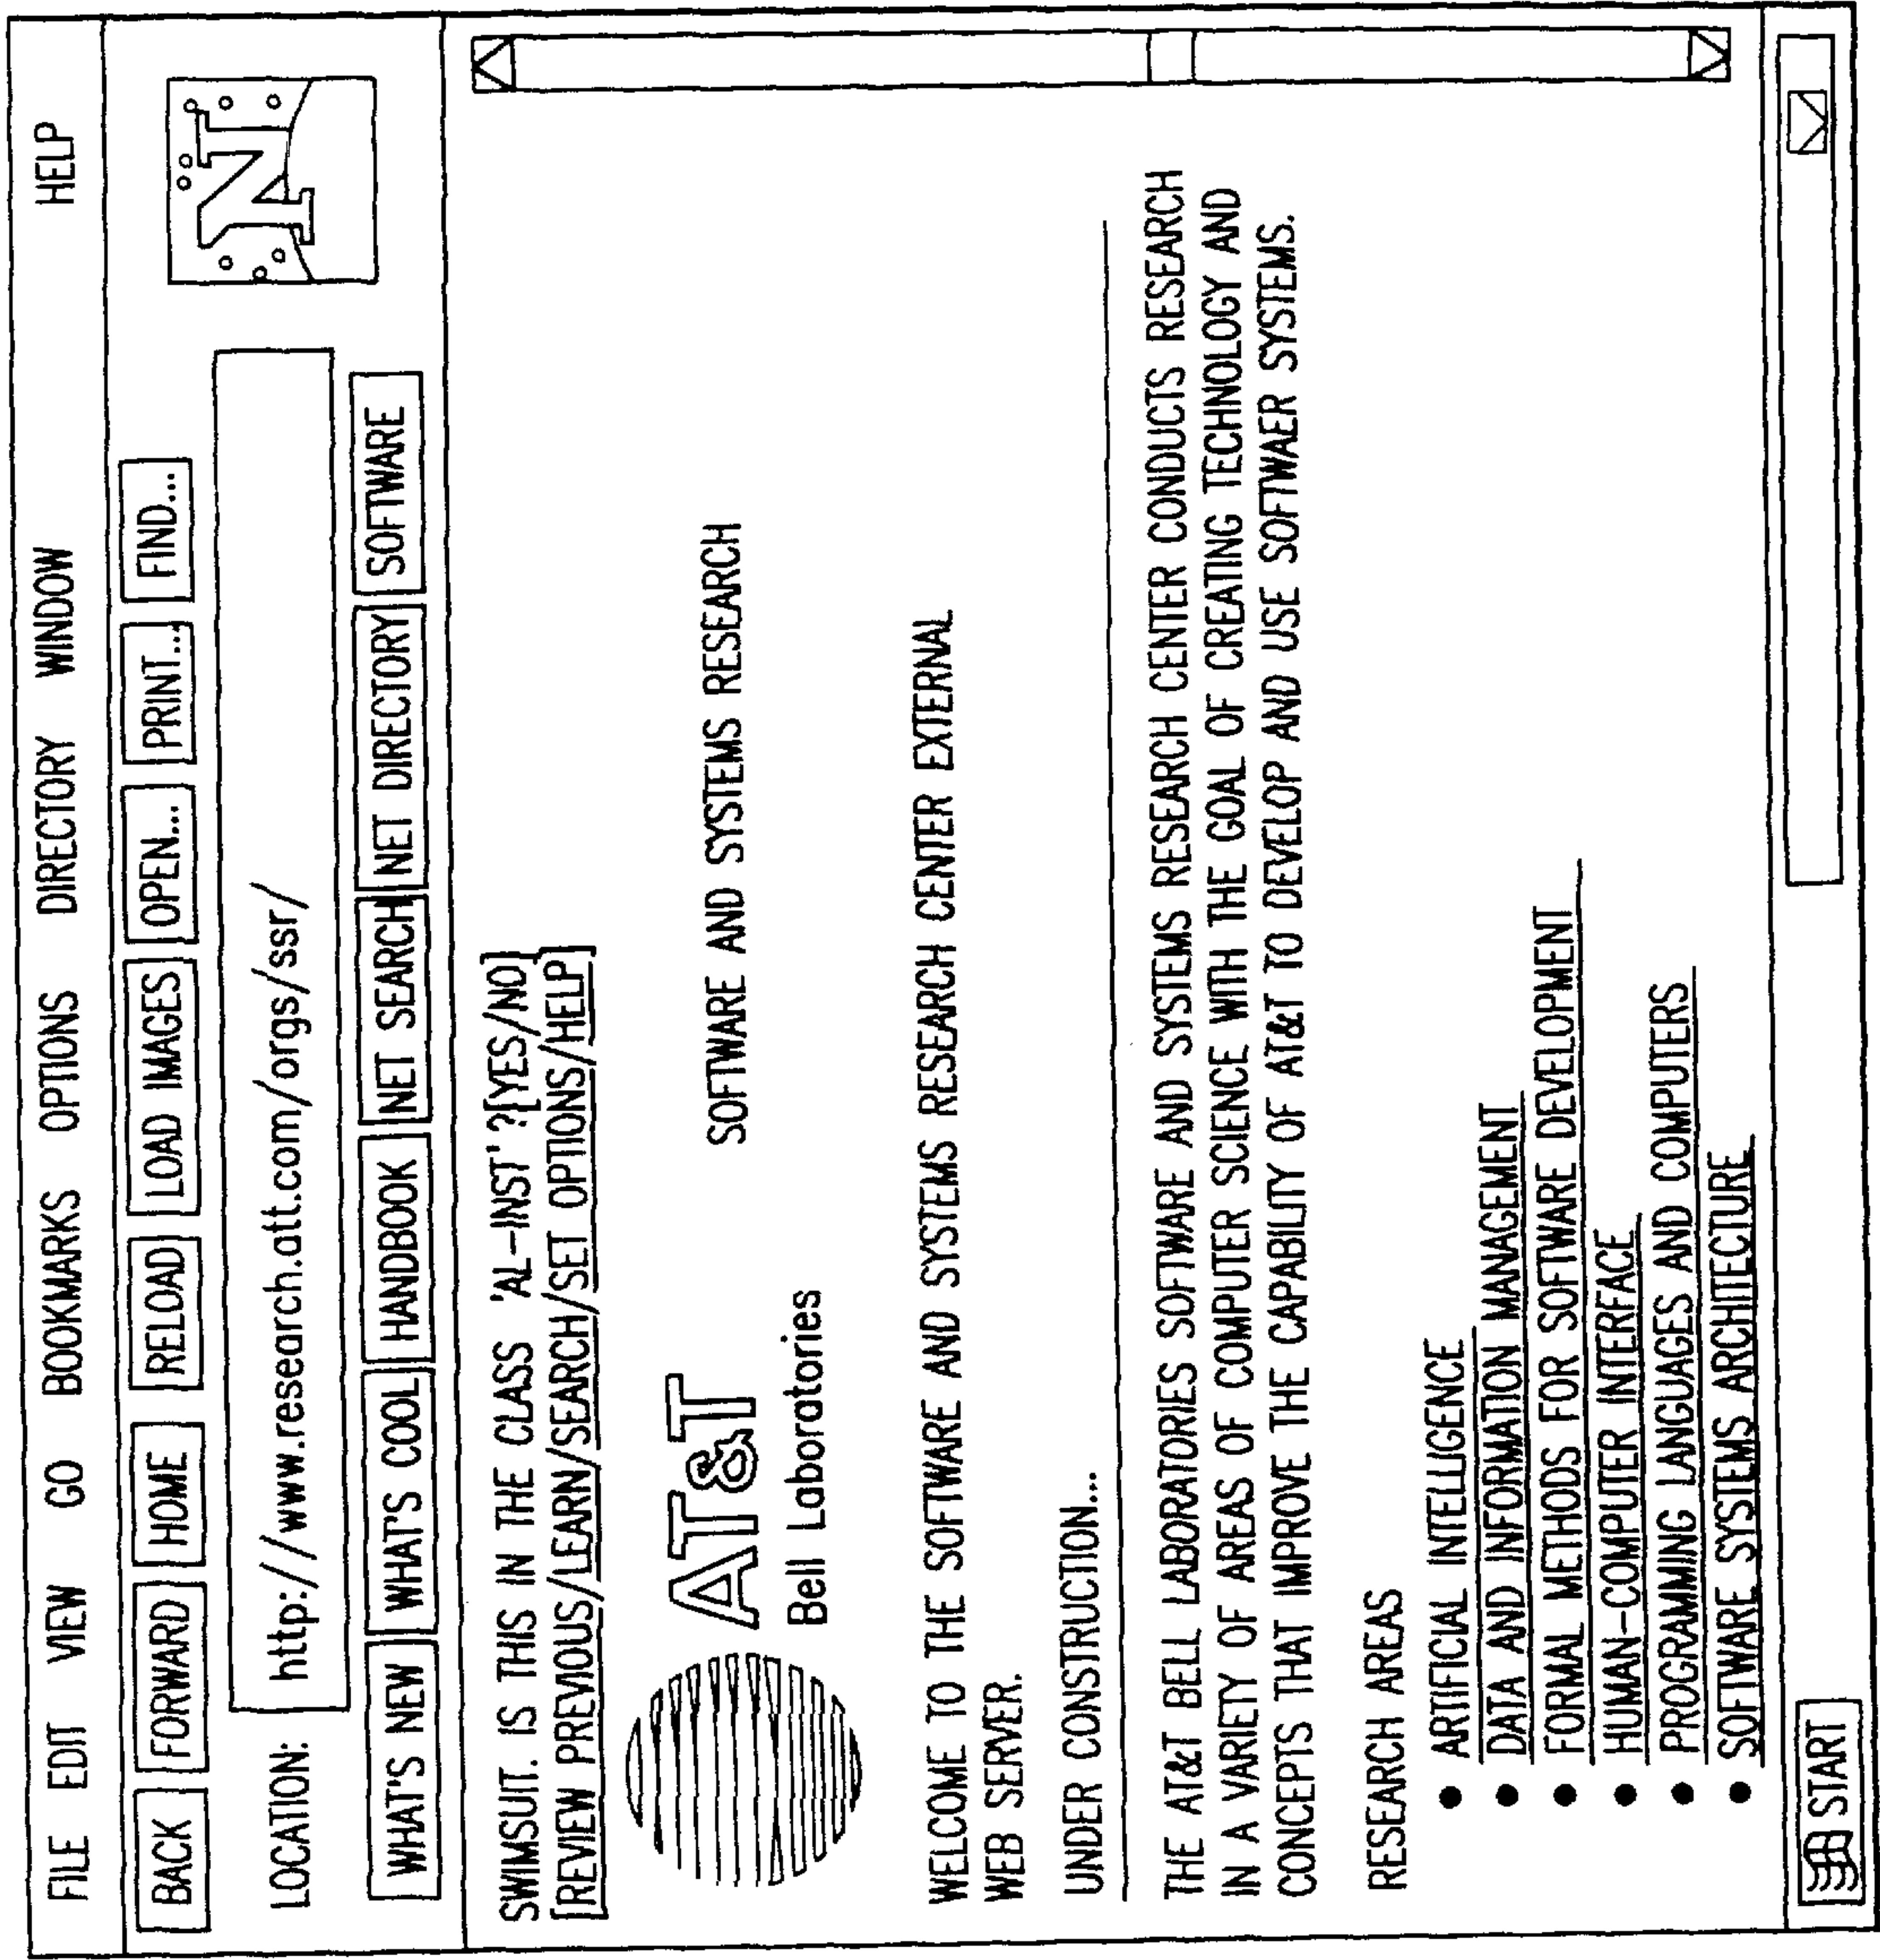 FILE EDIT VIEW GO BOOKMARKS OPTIONS DIRECTORY WINDOW HELP
BACK FORWARD HOME RELOAD LOAD IMAGES OPEN... PRINT... FIND...
N
LOCATION: http://www.research.att.com/orgs/ssr/
WHAT'S NEW WHAT'S COOL HANDBOOK NET SEARCH NET DIRECTORY SOFTWARE
SWIMSUIT. IS THIS IN THE CLASS 'AL-INST'?[YES/NO]
[REVIEW PREVIOUS/LEARN/SEARCH/SET OPTIONS/HELP]
AT&T
Bell Laboratories
SOFTWARE AND SYSTEMS RESEARCH
WELCOME TO THE SOFTWARE AND SYSTEMS RESEARCH CENTER EXTERNAL
WEB SERVER.
UNDER CONSTRUCTION...
THE AT&T BELL LABORATORIES SOFTWARE AND SYSTEMS RESEARCH CENTER CONDUCTS RESEARCH
IN A VARIETY OF AREAS OF COMPUTER SCIENCE WITH THE GOAL OF CREATING TECHNOLOGY AND
CONCEPTS THAT IMPROVE THE CAPABILITY OF AT&T TO DEVELOP AND USE SOFTWAER SYSTEMS.
RESEARCH AREAS
• ARTIFICIAL INTELLIGENCE
• DATA AND INFORMATION MANAGEMENT
• FORMAL METHODS FOR SOFTWARE DEVELOPMENT
• HUMAN-COMPUTER INTERFACE
• PROGRAMMING LANGUAGES AND COMPUTERS
• SOFTWARE SYSTEMS ARCHITECTURE
START